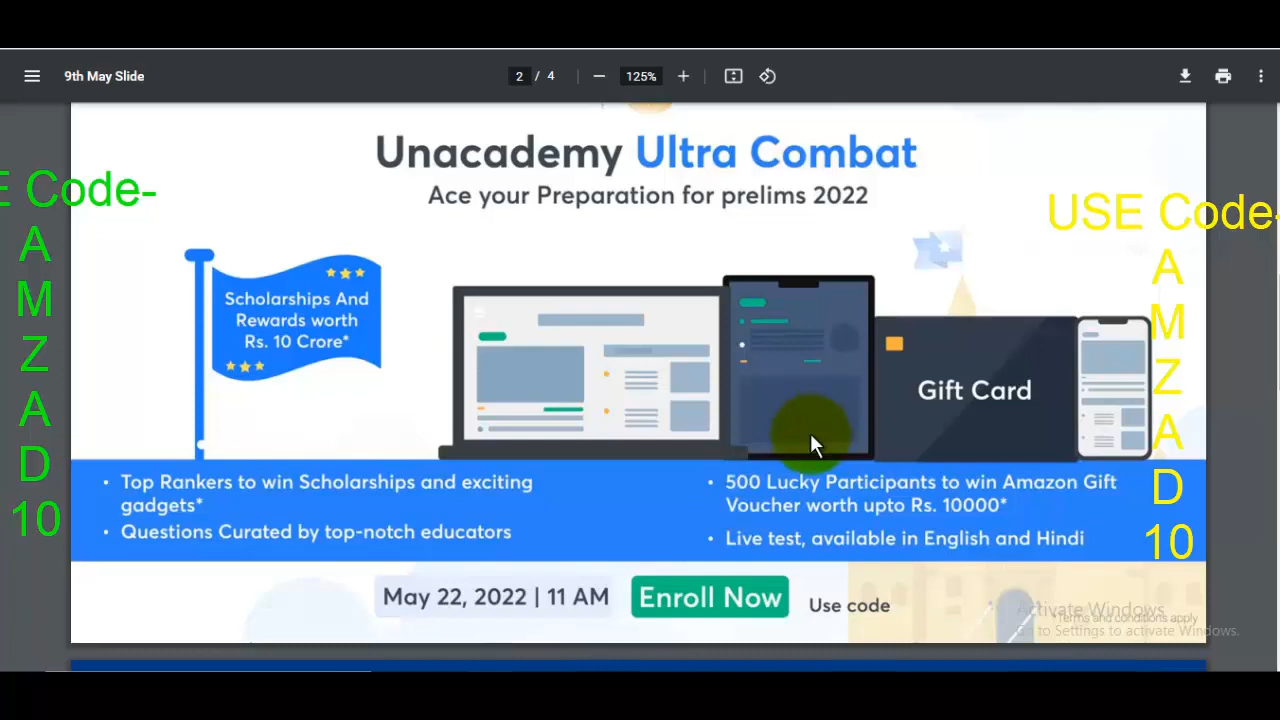 9th May Slide
2 / 4
125%
Unacademy Ultra Combat
Ace your Preparation for prelims 2022
E Code-
A
M
Z
A
D
10
USE Code-
A
M
Z
A
D
10
Scholarships And
Rewards worth
Rs. 10 Crore*
Gift Card
• Top Rankers to win Scholarships and exciting
gadgets*
• Questions Curated by top-notch educators
• 500 Lucky Participants to win Amazon Gift
Voucher worth upto Rs. 10000*
• Live test, available in English and Hindi
May 22, 2022 | 11 AM
Enroll Now
Use code
Activate Windows
*Terms and conditions apply
Go to Settings to activate Windows.